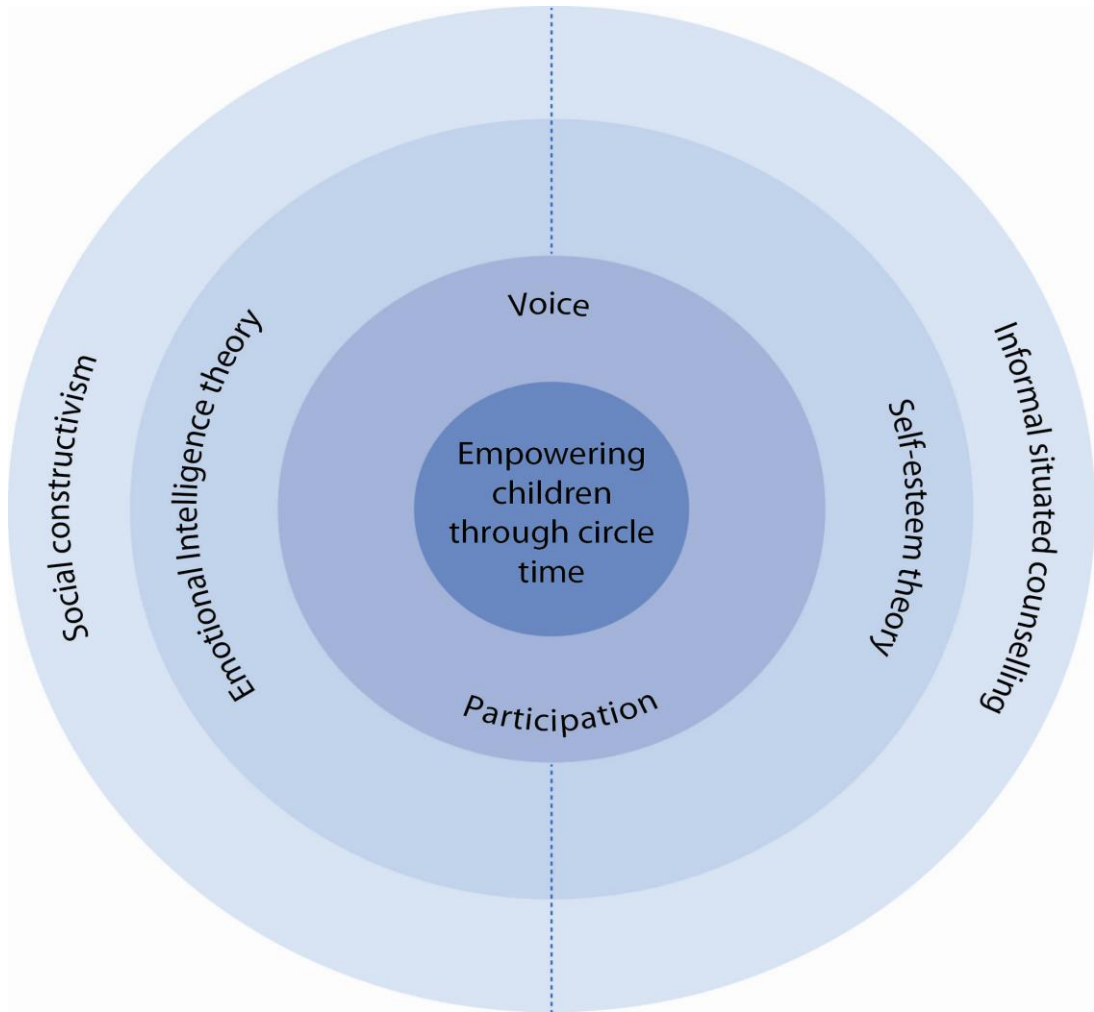 Voice
Social constructivism
Emotional Intelligence theory
Empowering
children
through circle
time
Self-esteem theory
Informal situated counselling
Participation